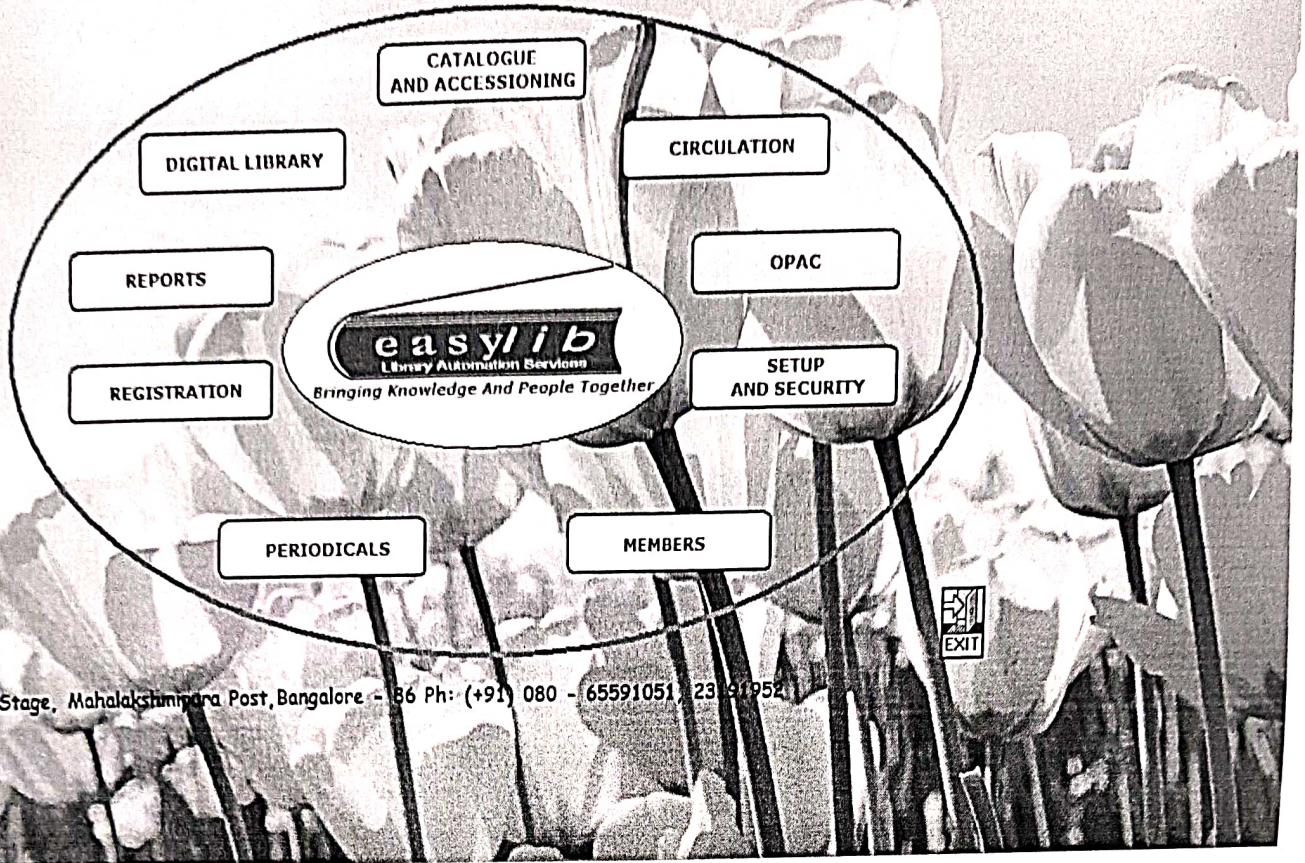 CATALOGUE
AND ACCESSIONING
DIGITAL LIBRARY
CIRCULATION
REPORTS
OPAC
easylib
Library Automation Services
Bringing Knowledge And People Together
REGISTRATION
SETUP
AND SECURITY
PERIODICALS
MEMBERS
EXIT
Stage, Mahalakshmipura Post, Bangalore - 86 Ph: (+91) 080 - 65591051, 23191952